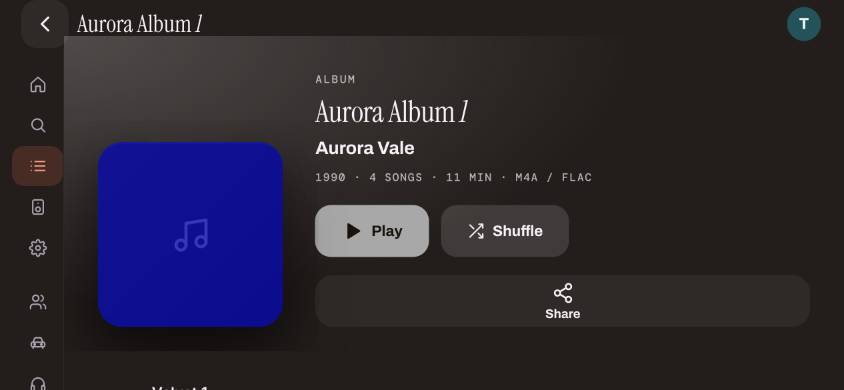 Aurora Album 1
T
ALBUM
Aurora Album 1
Aurora Vale
1990 · 4 SONGS · 11 MIN · M4A / FLAC
Play
Shuffle
Share